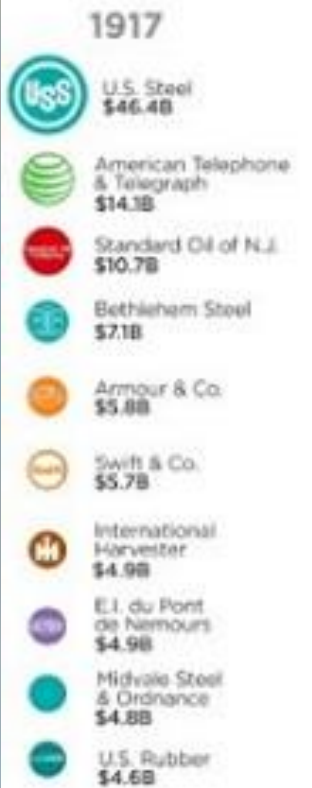 1917
USS
U.S. Steel
$46.4B
American Telephone
& Telegraph
$14.1B
Standard Oil of N.J.
$10.7B
Bethlehem Steel
$7.1B
Armour & Co.
$5.8B
Swift & Co.
$5.7B
International
Harvester
$4.9B
E.I. du Pont
de Nemours
$4.9B
Midvale Steel
& Ordnance
$4.8B
U.S. Rubber
$4.6B